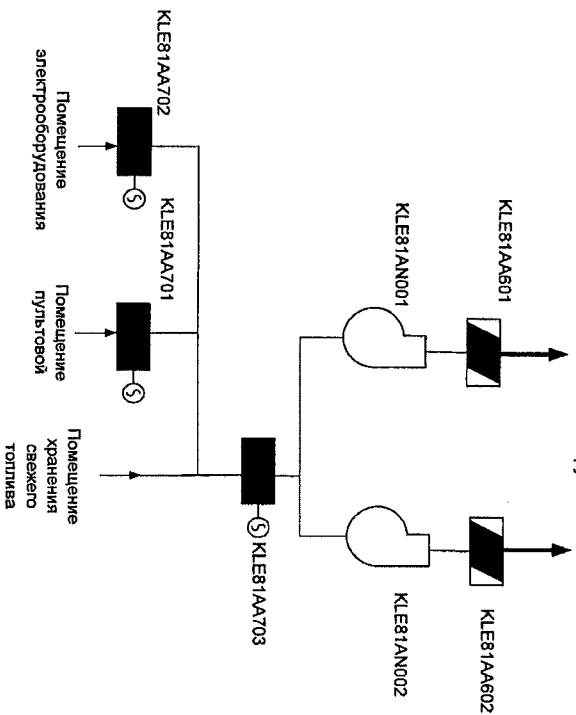 KLE81AA601
KLE81AA602
KLE81AN001
KLE81AN002
KLE81AA703
S
KLE81AA702
S
KLE81AA701
S
Помещение
электрооборудования
Помещение
пультовой
Помещение
хранения
свежего
топлива